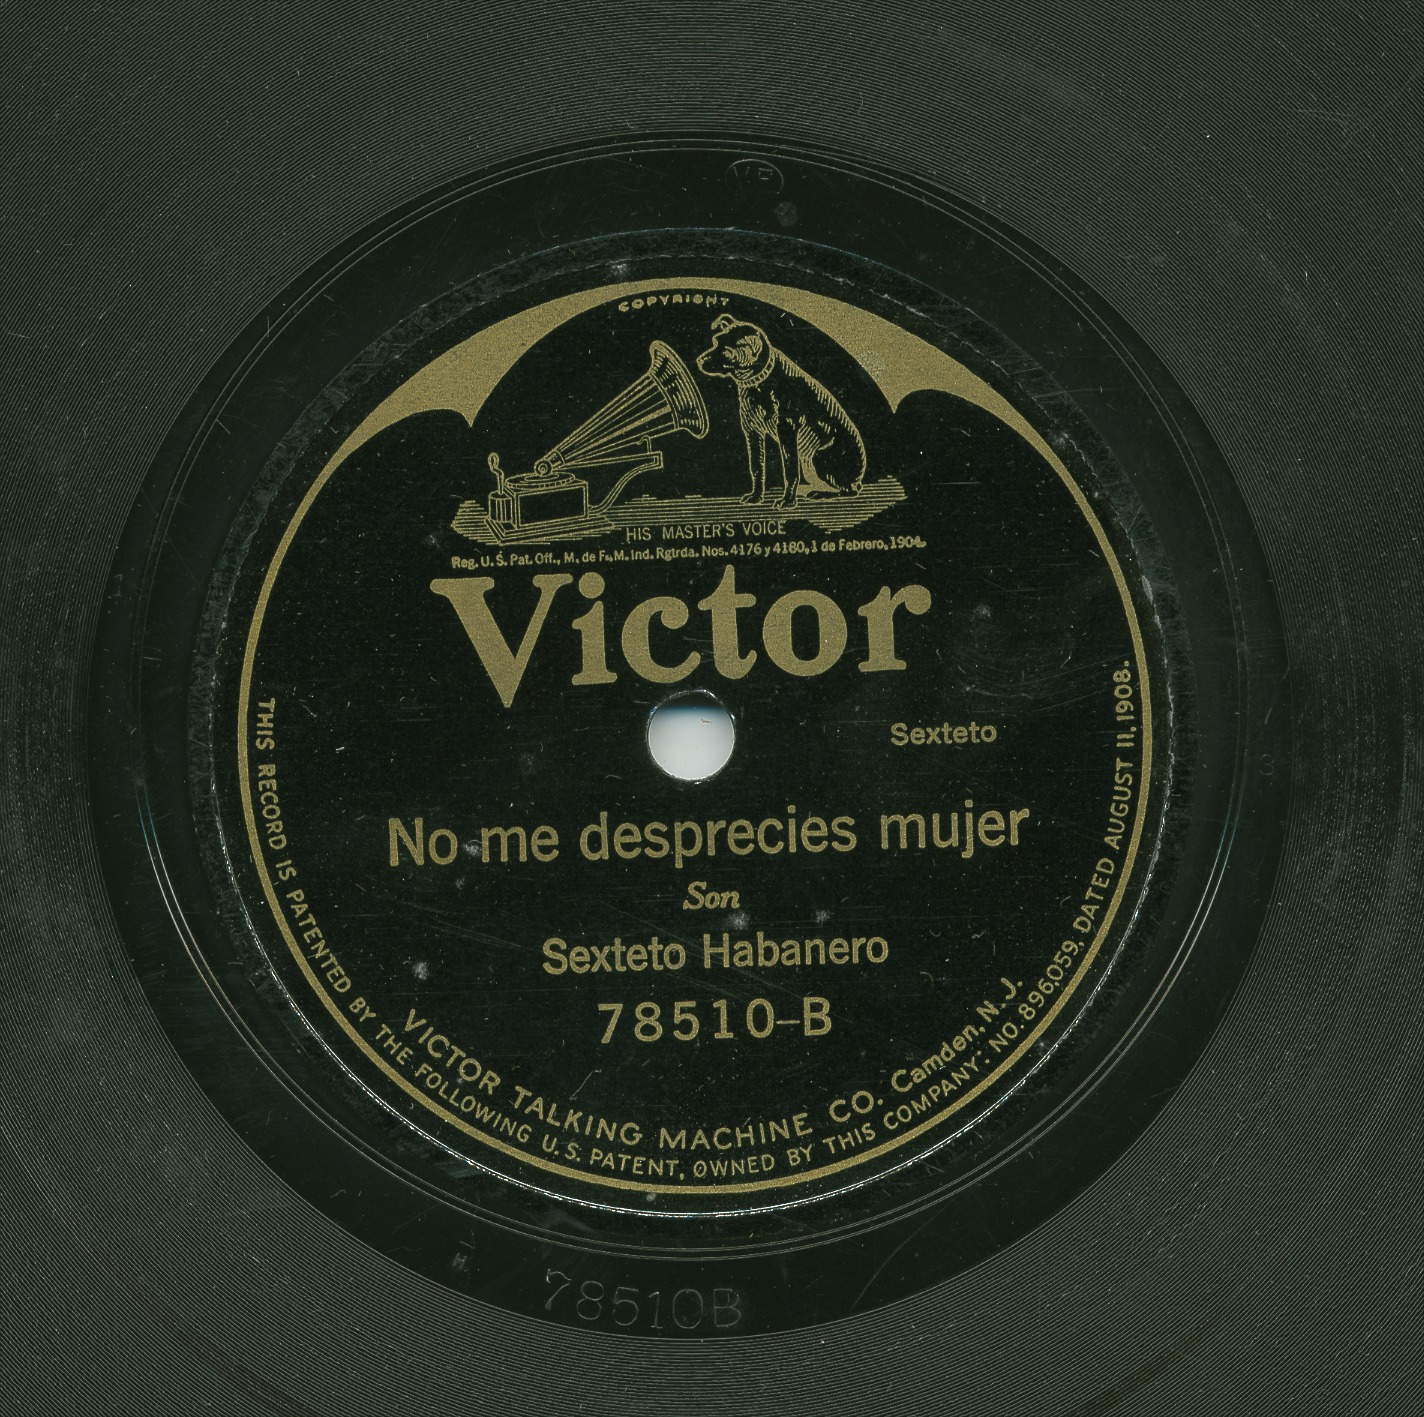 VE
COPYRIGHT
HIS MASTER'S VOICE
Reg. U. S. Pat. Off., M. de F., M. Ind. Rgtrda. Nos. 4176 y 4180, 1 de Febrero, 1904.
Victor
Sexteto
No me desprecies mujer
Son
Sexteto Habanero
78510-B
VICTOR TALKING MACHINE CO. Camden, N. J.
THIS RECORD IS PATENTED BY THE FOLLOWING U. S. PATENT, OWNED BY THIS COMPANY: NO. 896,059, DATED AUGUST 11, 1908.
78510B